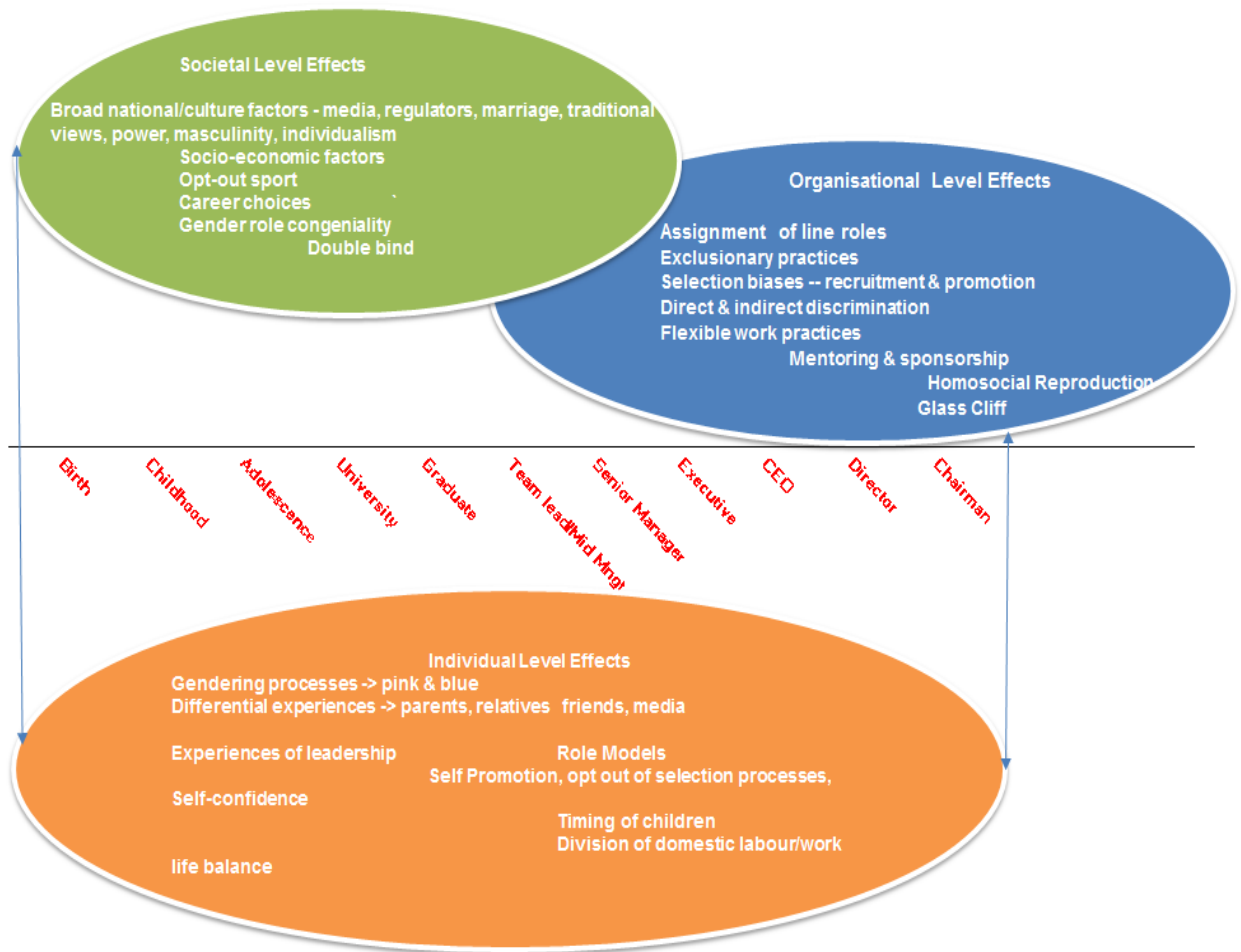 Societal Level Effects
Broad national/culture factors - media, regulators, marriage, traditional
views, power, masculinity, individualism
Socio-economic factors
Opt-out sport
Career choices `
Gender role congeniality
Double bind
Organisational Level Effects
Assignment of line roles
Exclusionary practices
Selection biases -- recruitment & promotion
Direct & indirect discrimination
Flexible work practices
Mentoring & sponsorship
Homosocial Reproduction
Glass Cliff
Birth
Childhood
Adolescence
University
Graduate
Team lead/
Mid Mngt
Senior Manager
Executive
CEO
Director
Chairman
Individual Level Effects
Gendering processes -> pink & blue
Differential experiences -> parents, relatives friends, media
Experiences of leadership Role Models
Self Promotion, opt out of selection processes,
Self-confidence
Timing of children
Division of domestic labour/work
life balance